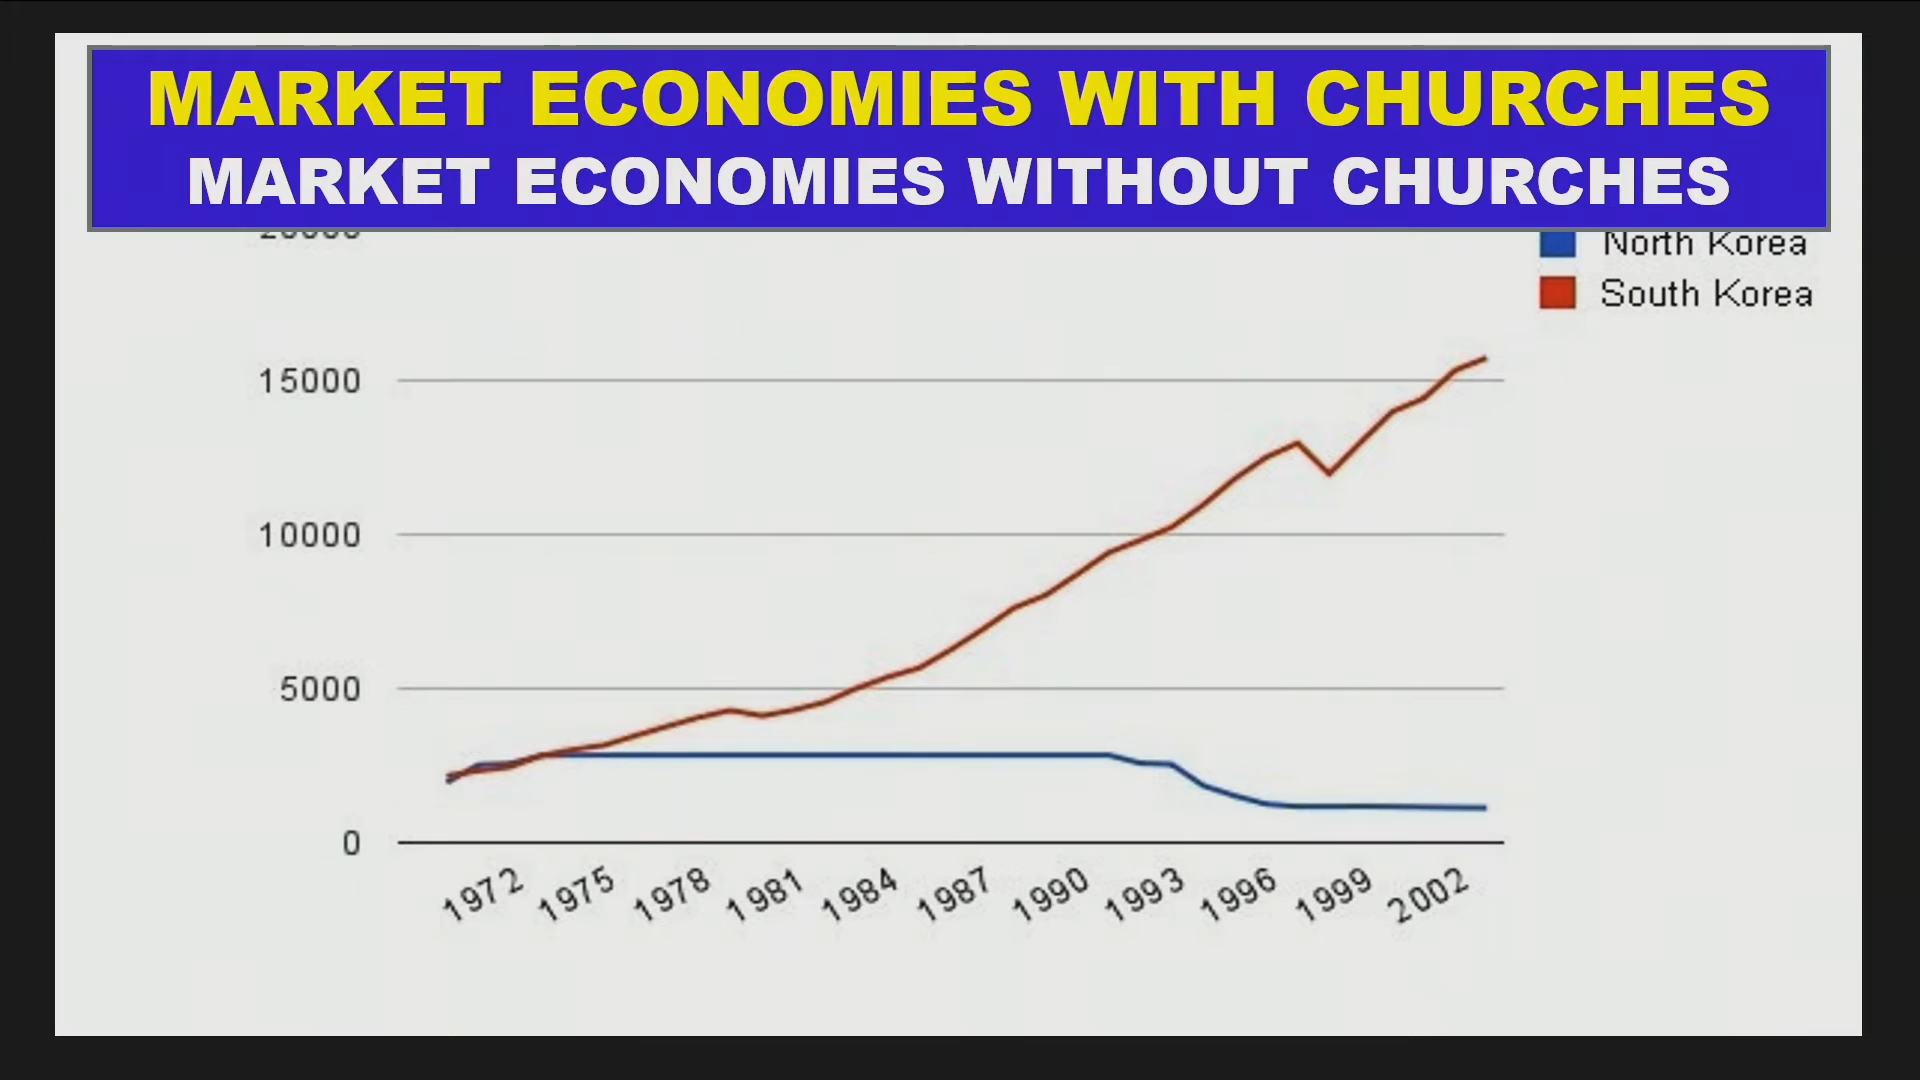 MARKET ECONOMIES WITH CHURCHES
MARKET ECONOMIES WITHOUT CHURCHES
North Korea
South Korea
15000
10000
5000
0
1972 1975 1978 1981 1984 1987 1990 1993 1996 1999 2002